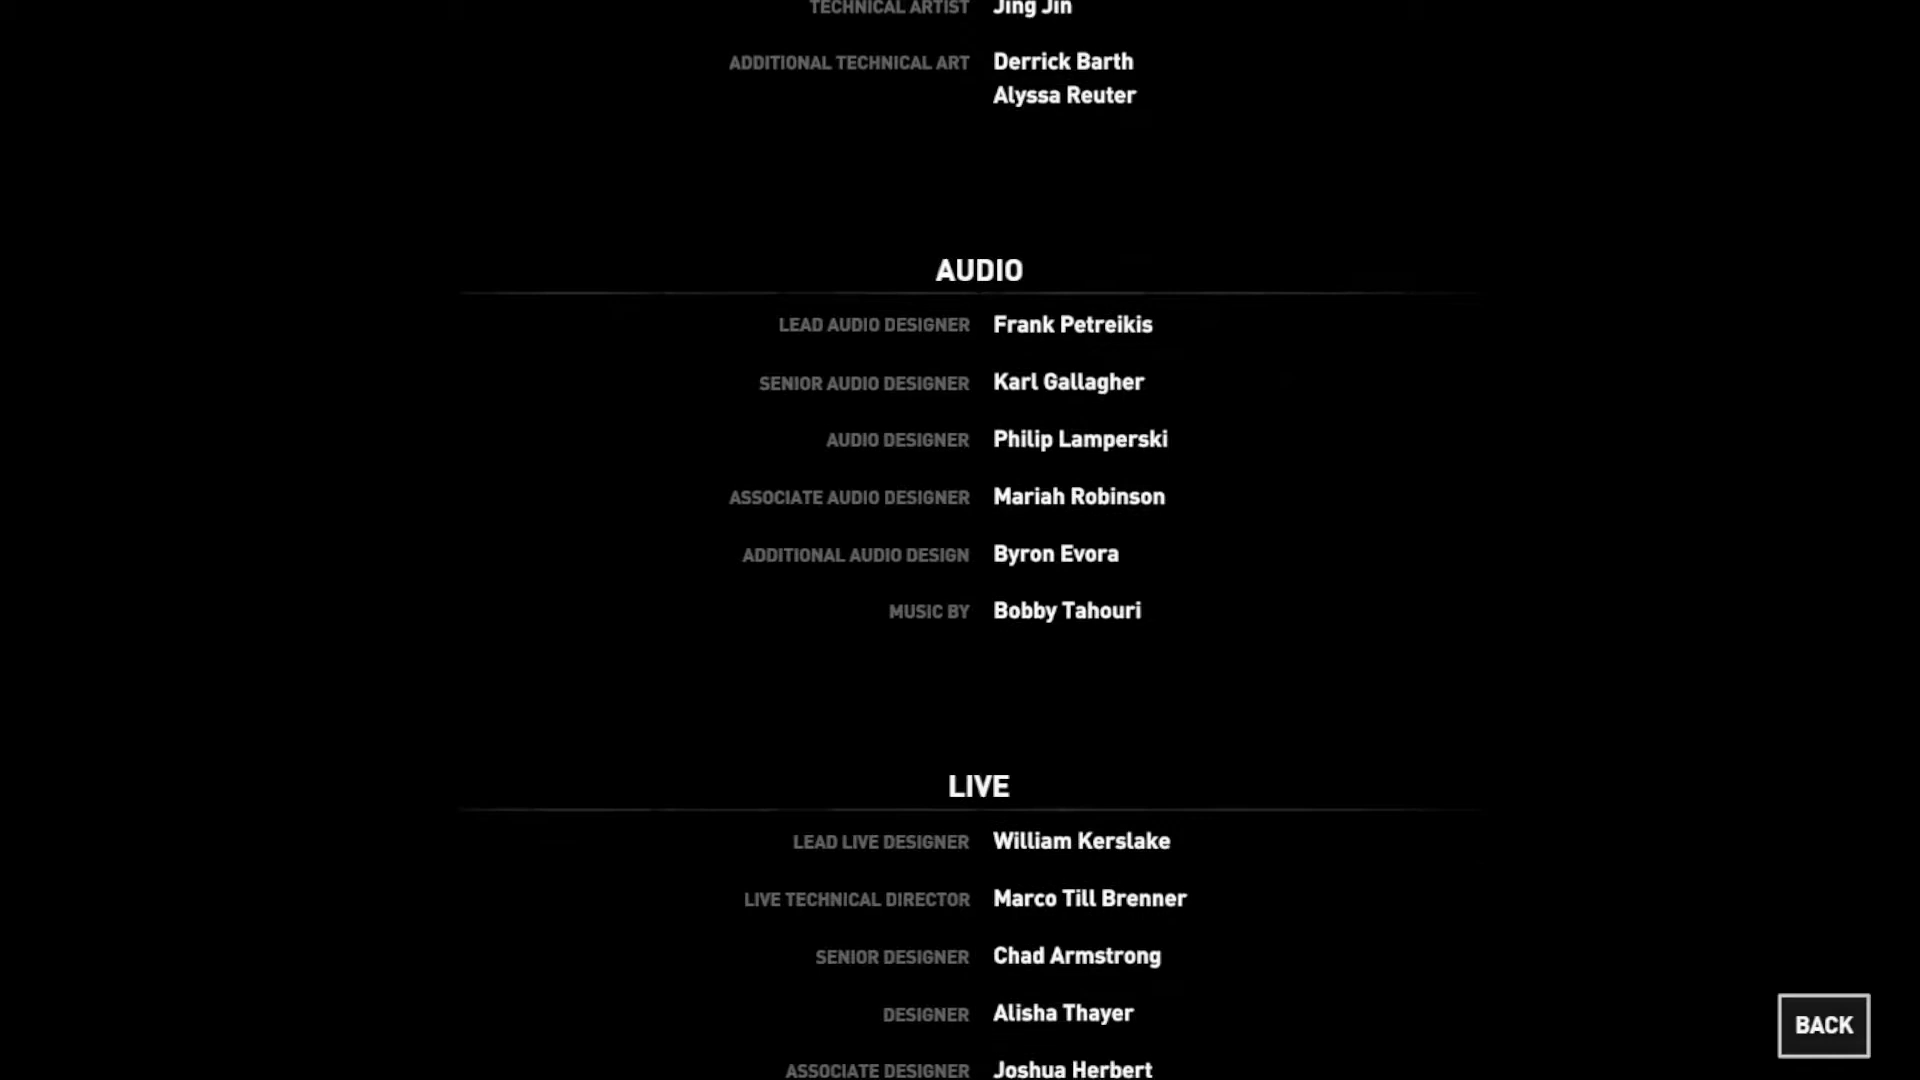 TECHNICAL ARTIST Jing Jin
ADDITIONAL TECHNICAL ART Derrick Barth
Alyssa Reuter
AUDIO
LEAD AUDIO DESIGNER Frank Petreikis
SENIOR AUDIO DESIGNER Karl Gallagher
AUDIO DESIGNER Philip Lamperski
ASSOCIATE AUDIO DESIGNER Mariah Robinson
ADDITIONAL AUDIO DESIGN Byron Evora
MUSIC BY Bobby Tahouri
LIVE
LEAD LIVE DESIGNER William Kerslake
LIVE TECHNICAL DIRECTOR Marco Till Brenner
SENIOR DESIGNER Chad Armstrong
DESIGNER Alisha Thayer
BACK
ASSOCIATE DESIGNER Joshua Herbert